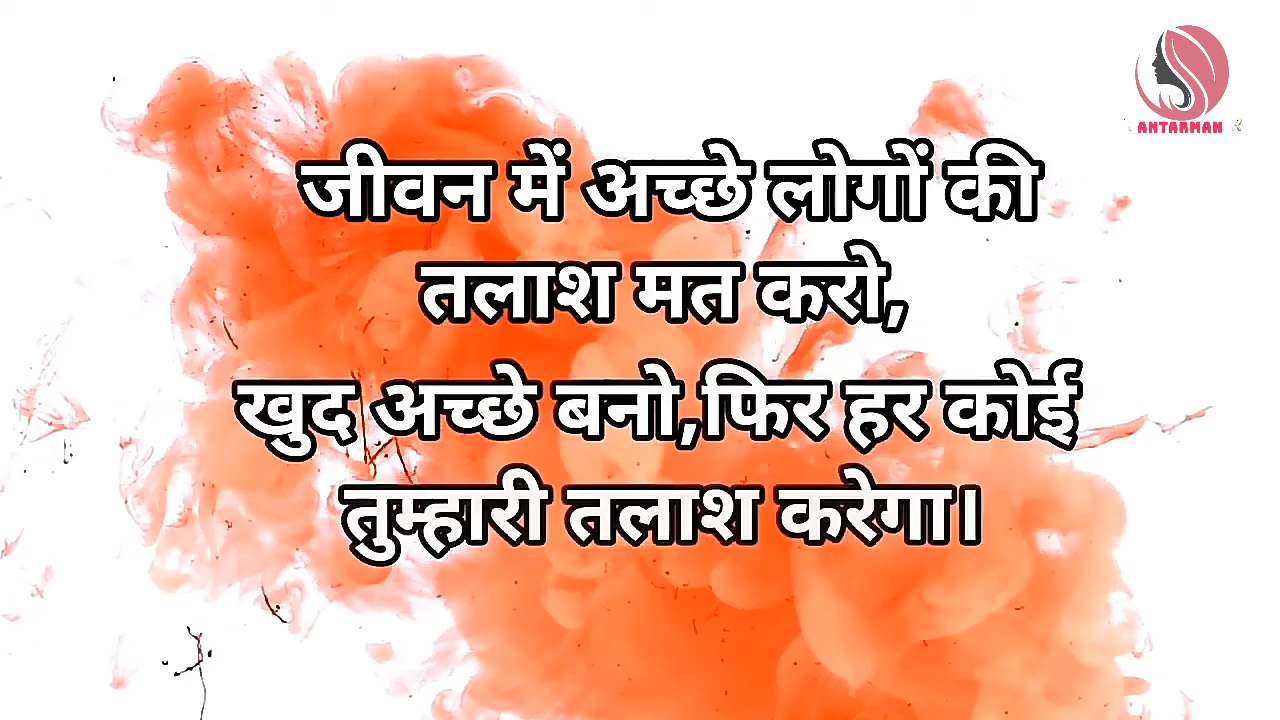 ANTARMAN
जीवन में अच्छे लोगों की
तलाश मत करो,
खुद अच्छे बनो,फिर हर कोई
तुम्हारी तलाश करेगा।